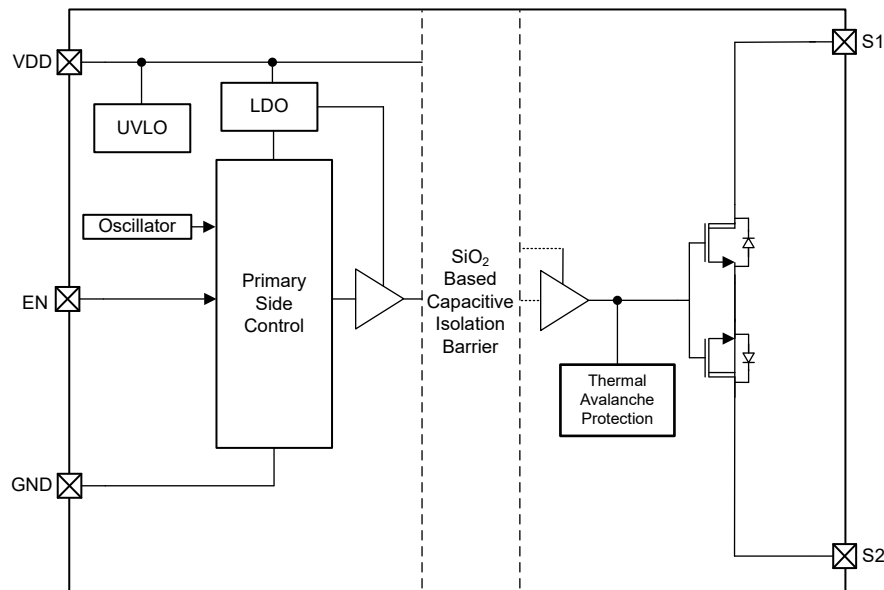 S1
VDD
LDO
UVLO
Oscillator
SiO2
Based
Capacitive
Isolation
Barrier
Primary
Side
Control
EN
Thermal
Avalanche
Protection
GND
S2